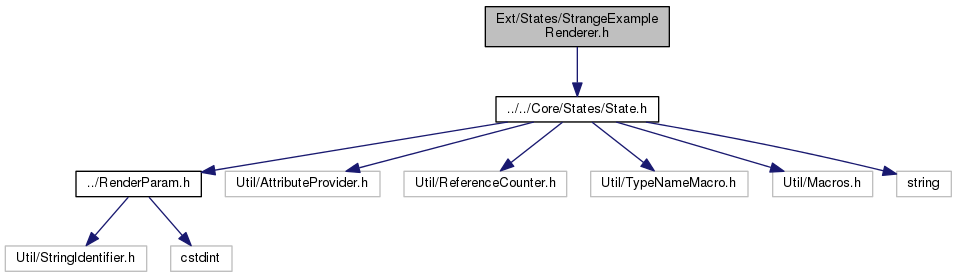 Ext/States/StrangeExample
Renderer.h
../../Core/States/State.h
../RenderParam.h
Util/AttributeProvider.h
Util/ReferenceCounter.h
Util/TypeNameMacro.h
Util/Macros.h
string
Util/StringIdentifier.h
cstdint